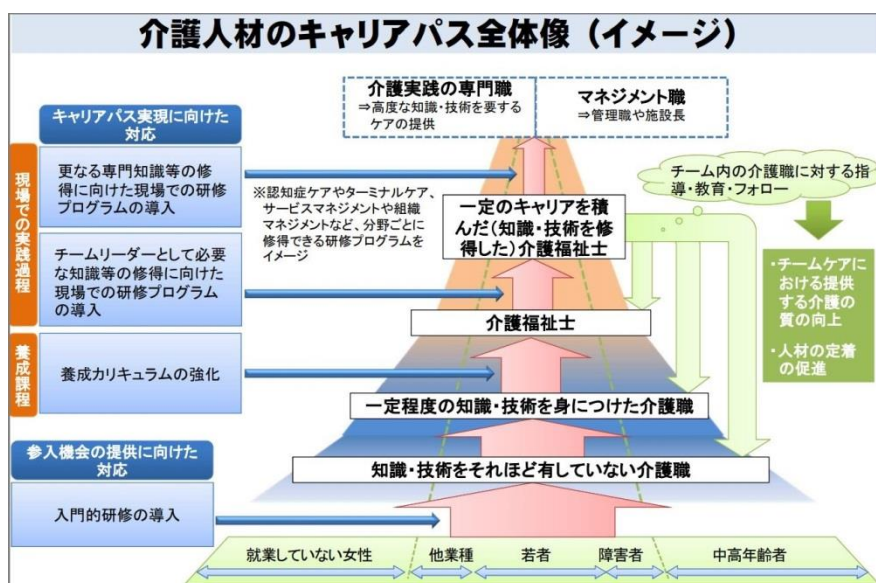 介護人材のキャリアパス全体像（イメージ）
介護実践の専門職
⇒高度な知識・技術を要する
ケアの提供
マネジメント職
⇒管理職や施設長
キャリアパス実現に向けた
対応
現場での実践過程
更なる専門知識等の修
得に向けた現場での研修
プログラムの導入
※認知症ケアやターミナルケア、
サービスマネジメントや組織
マネジメントなど、分野ごとに
修得できる研修プログラムを
イメージ
チームリーダーとして必要
な知識等の修得に向けた
現場での研修プログラム
の導入
養成課程
養成カリキュラムの強化
参入機会の提供に向けた
対応
入門的研修の導入
一定のキャリアを積
んだ（知識・技術を修
得した）介護福祉士
介護福祉士
一定程度の知識・技術を身につけた介護職
知識・技術をそれほど有していない介護職
チーム内の介護職に対する指
導・教育・フォロー
・チームケアに
おける提供
する介護の
質の向上
・人材の定着
の促進
就業していない女性
他業種
若者
障害者
中高年齢者